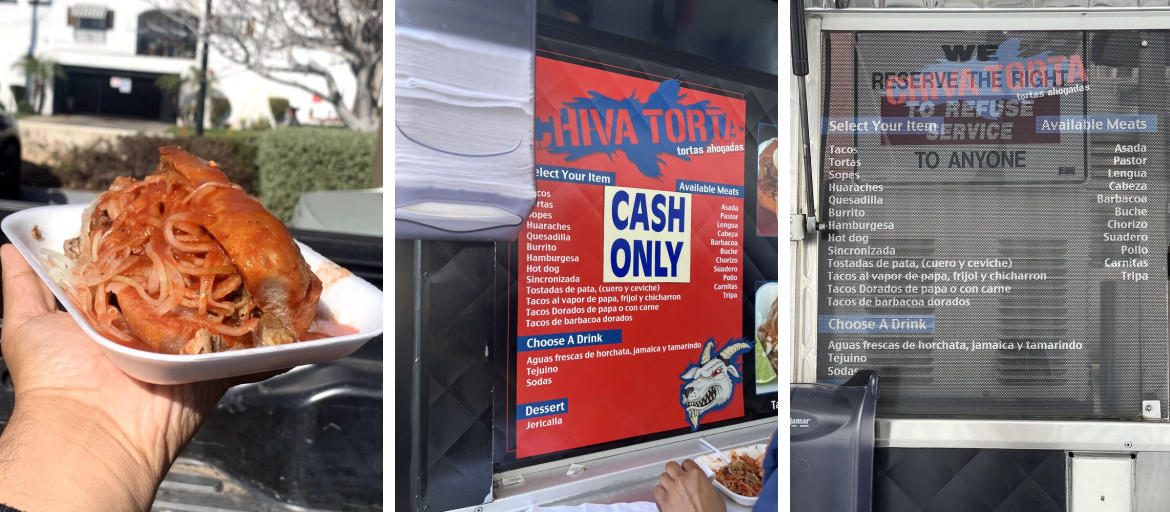 CHIVA TORTA
tortas ahogadas
elect Your Item
Available Meats
CASH
ONLY
acos
rtas
opes
Huaraches
Quesadilla
Burrito
Hamburgesa
Hot dog
Sincronizada
Tostadas de pata, (cuero y ceviche)
Tacos al vapor de papa, frijol y chicharron
Tacos Dorados de papa o con carne
Tacos de barbacoa dorados
Asada
Pastor
Lengua
Cabeza
Barbacoa
Buche
Chorizo
Suadero
Pollo
Carnitas
Tripa
Choose A Drink
Aguas frescas de horchata, jamaica y tamarindo
Tejuino
Sodas
Dessert
Jericalla
Ta
WE
RESERVE THE RIGHT
TO REFUSE
SERVICE
TO ANYONE
CHIVA TORTA
tortas ahogadas
Select Your Item
Available Meats
Tacos
Tortas
Sopes
Huaraches
Quesadilla
Burrito
Hamburgesa
Hot dog
Sincronizada
Tostadas de pata, (cuero y ceviche)
Tacos al vapor de papa, frijol y chicharron
Tacos Dorados de papa o con carne
Tacos de barbacoa dorados
Asada
Pastor
Lengua
Cabeza
Barbacoa
Buche
Chorizo
Suadero
Pollo
Carnitas
Tripa
Choose A Drink
Aguas frescas de horchata, jamaica y tamarindo
Tejuino
Sodas